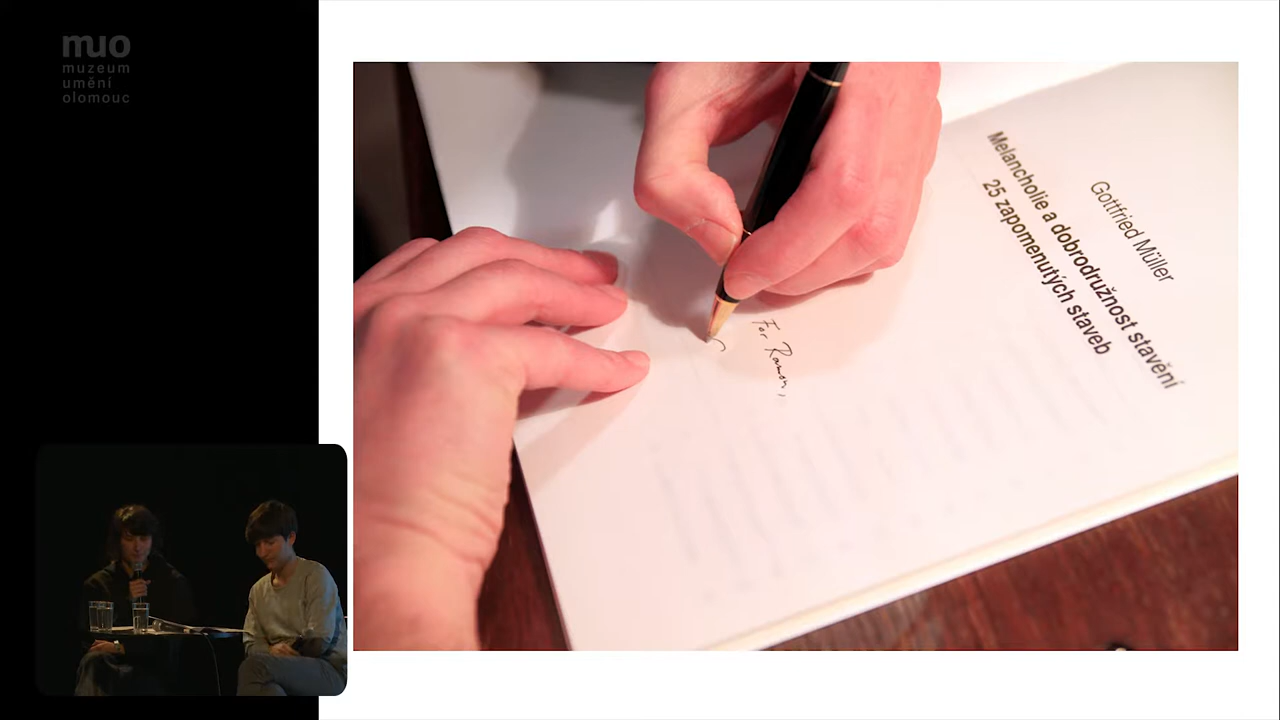 muo
muzeum
umění
olomouc
Gottfried Müller
Melancholie a dobrodružnost stavění
25 zapomenutých staveb
For Ramon,